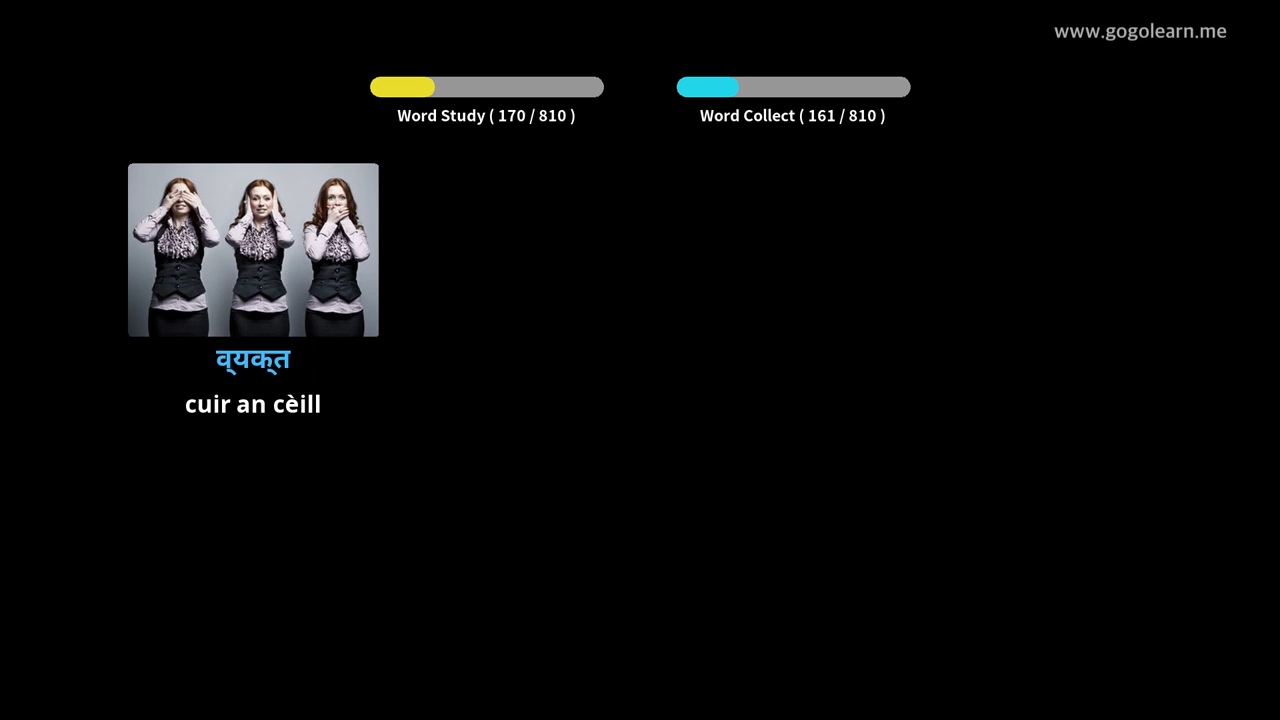 www.gogolearn.me
Word Study ( 170 / 810 )
Word Collect ( 161 / 810 )
व्यक्त
cuir an cèill